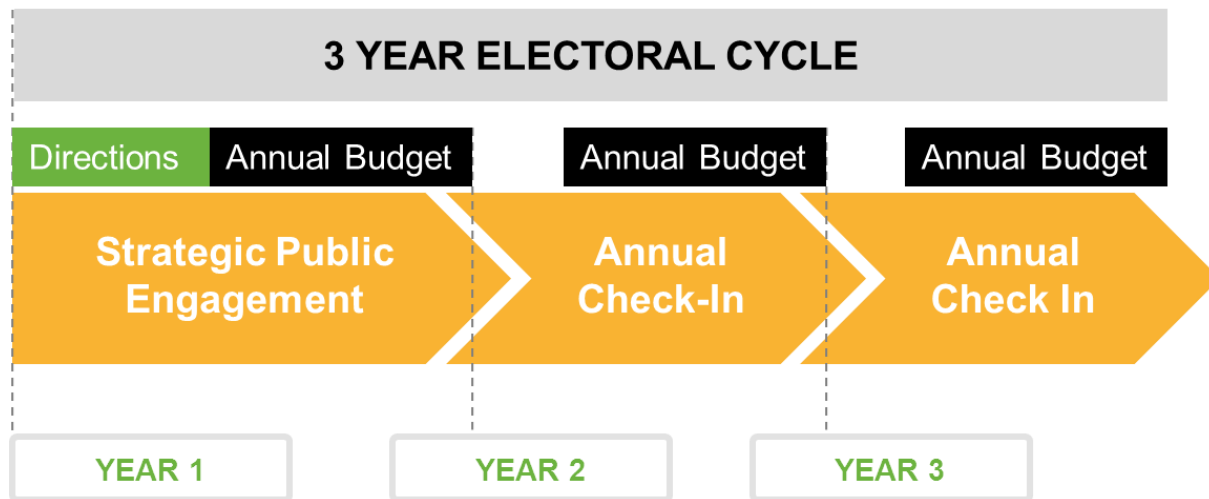 3 YEAR ELECTORAL CYCLE
Directions
Annual Budget
Annual Budget
Annual Budget
Strategic Public
Engagement
Annual
Check-In
Annual
Check In
YEAR 1
YEAR 2
YEAR 3